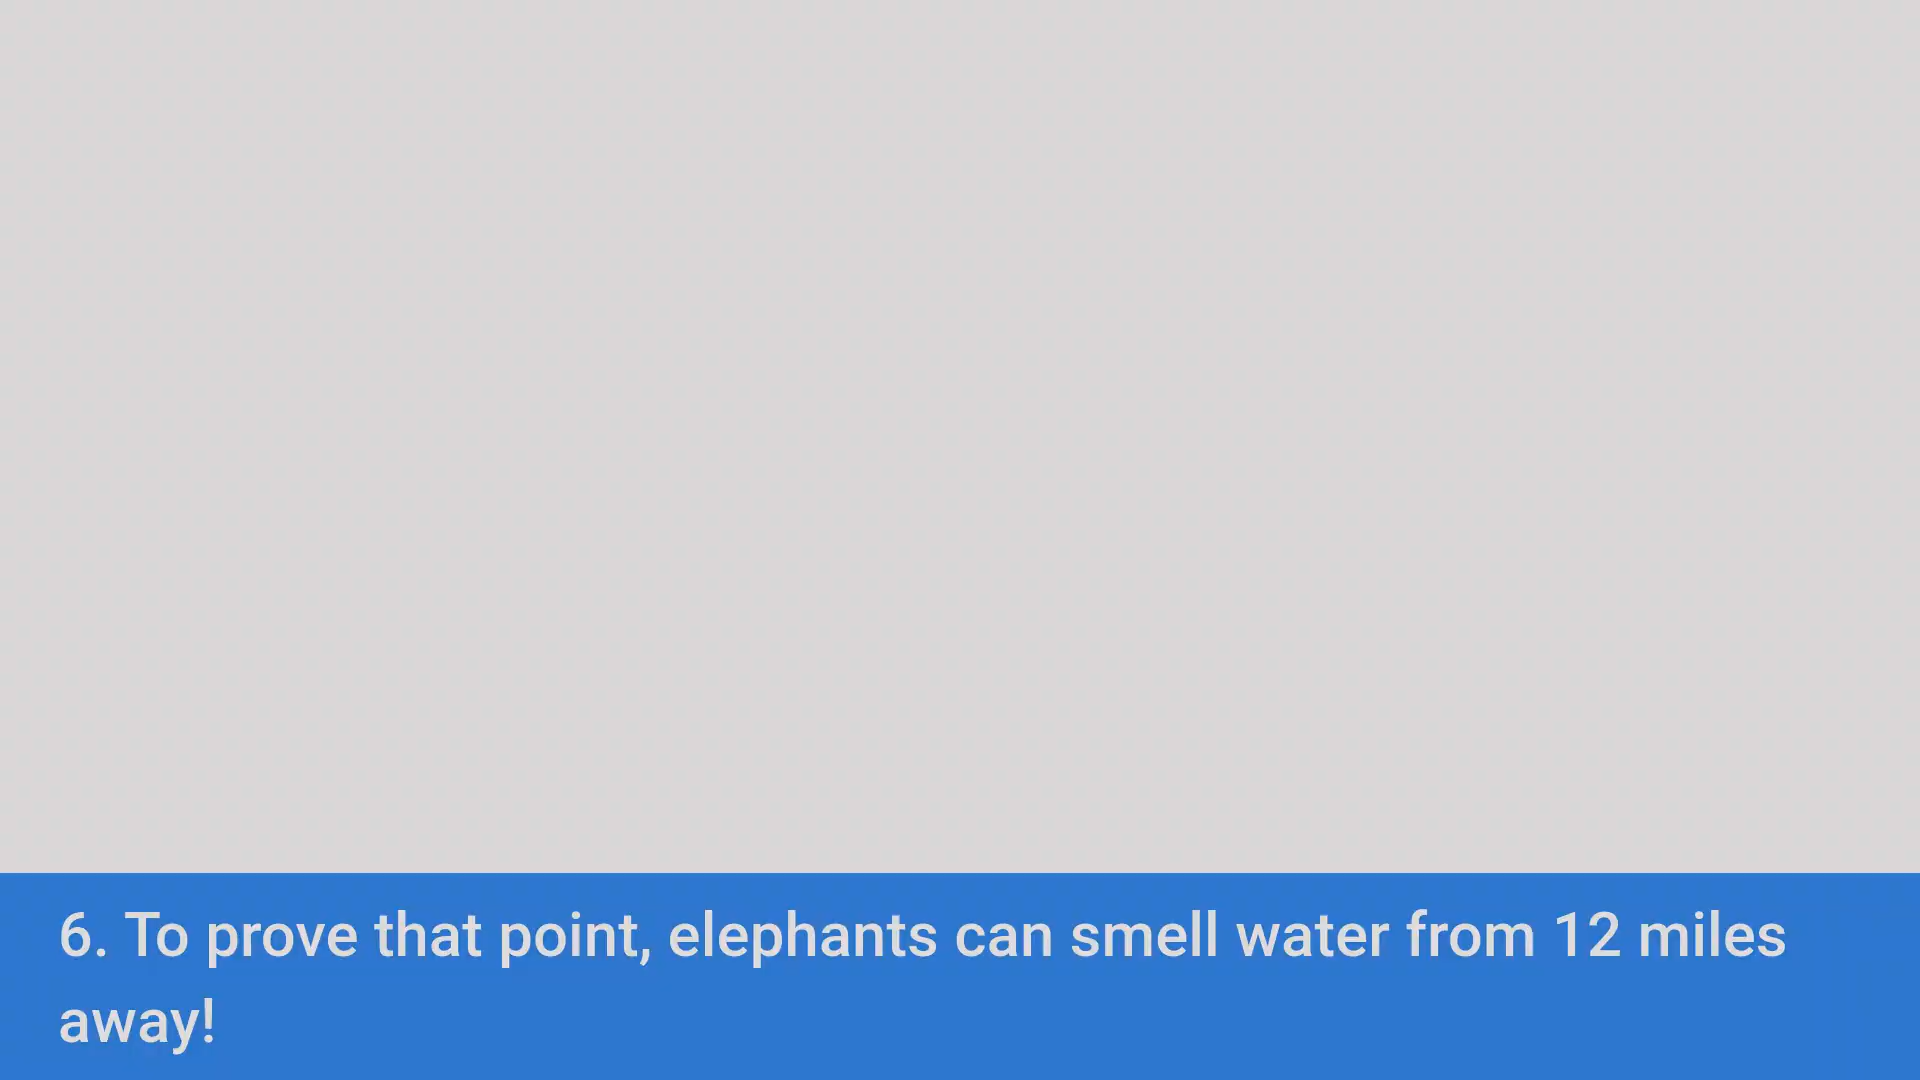 6. To prove that point, elephants can smell water from 12 miles
away!